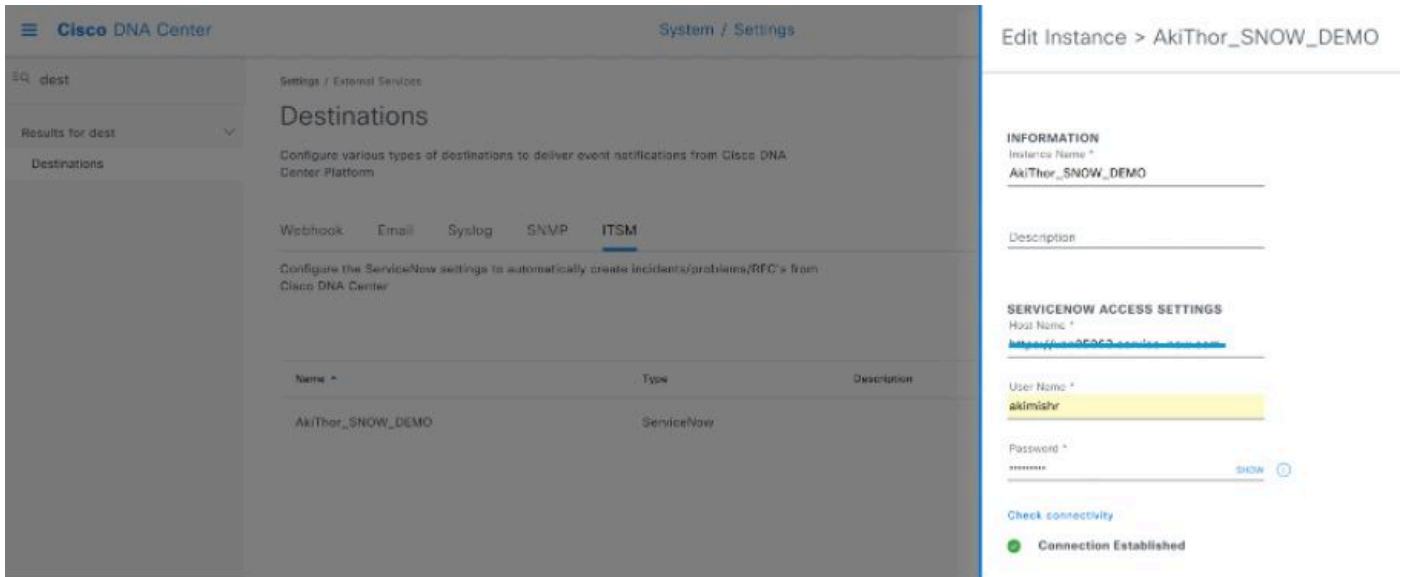 Cisco DNA Center
System / Settings
dest
Results for dest
Destinations
Settings / External Services
Destinations
Configure various types of destinations to deliver event notifications from Cisco DNA
Center Platform
Webhook Email Syslog SNMP ITSM
Configure the ServiceNow settings to automatically create incidents/problems/RFC's from
Cisco DNA Center
Name Type Description
AkiThor_SNOW_DEMO ServiceNow
Edit Instance > AkiThor_SNOW_DEMO
INFORMATION
Instance Name *
AkiThor_SNOW_DEMO
Description
SERVICENOW ACCESS SETTINGS
Host Name *
User Name *
akimishr
Password *
SHOW
Check connectivity
Connection Established